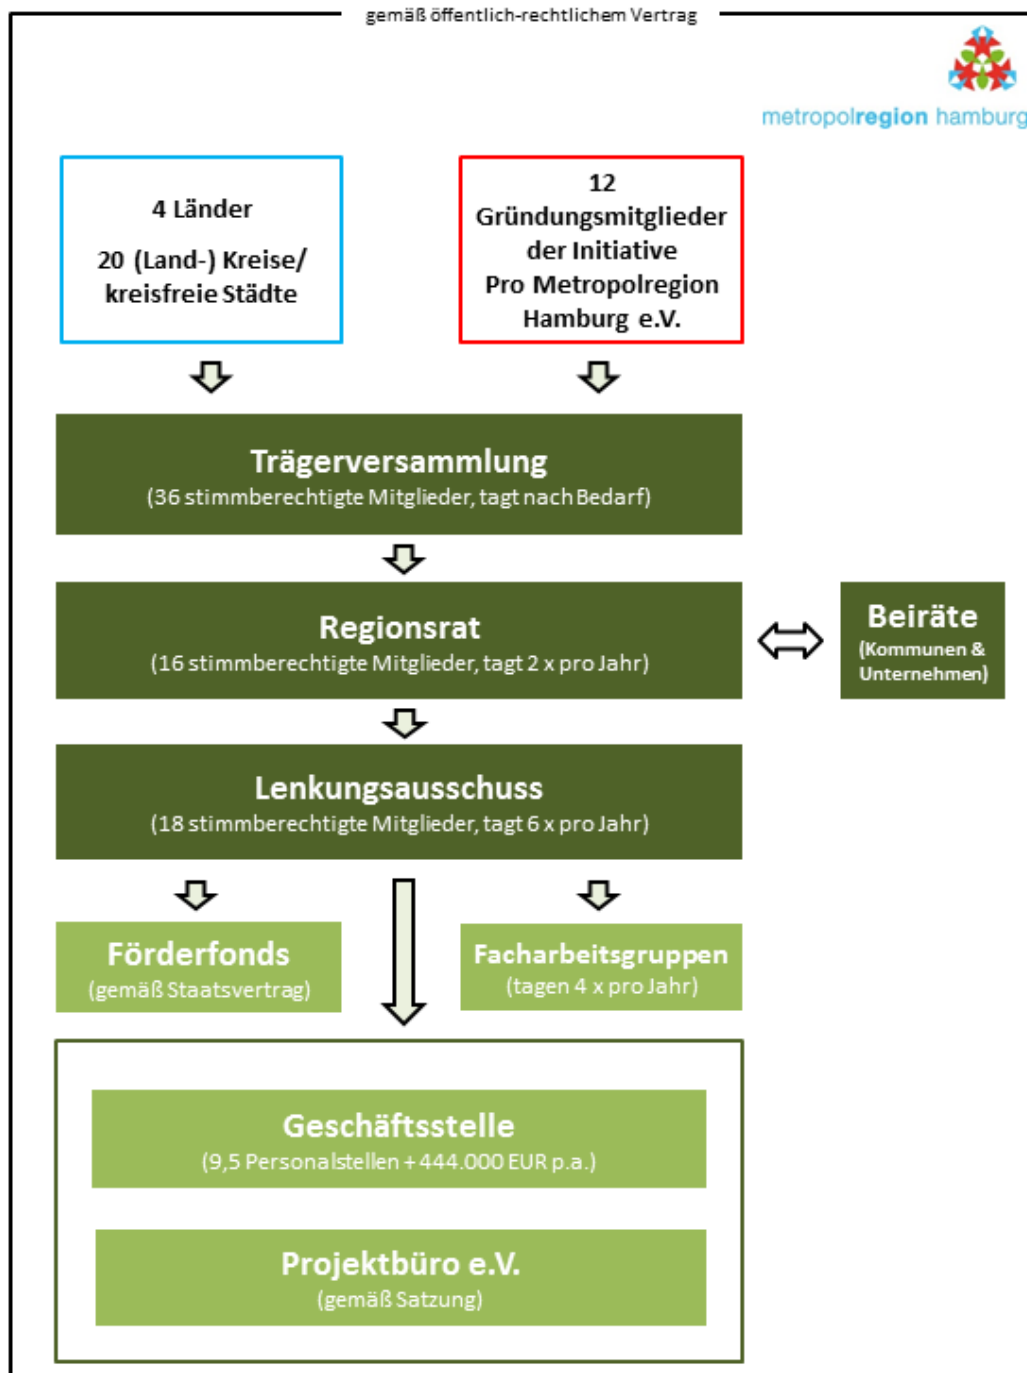 gemäß öffentlich-rechtlichem Vertrag
metropolregion hamburg
4 Länder
20 (Land-) Kreise/
kreisfreie Städte
12
Gründungsmitglieder
der Initiative
Pro Metropolregion
Hamburg e.V.
Trägerversammlung
(36 stimmberechtigte Mitglieder, tagt nach Bedarf)
Regionsrat
(16 stimmberechtigte Mitglieder, tagt 2 x pro Jahr)
Beiräte
(Kommunen &
Unternehmen)
Lenkungsausschuss
(18 stimmberechtigte Mitglieder, tagt 6 x pro Jahr)
Förderfonds
(gemäß Staatsvertrag)
Facharbeitsgruppen
(tagen 4 x pro Jahr)
Geschäftsstelle
(9,5 Personalstellen + 444.000 EUR p.a.)
Projektbüro e.V.
(gemäß Satzung)